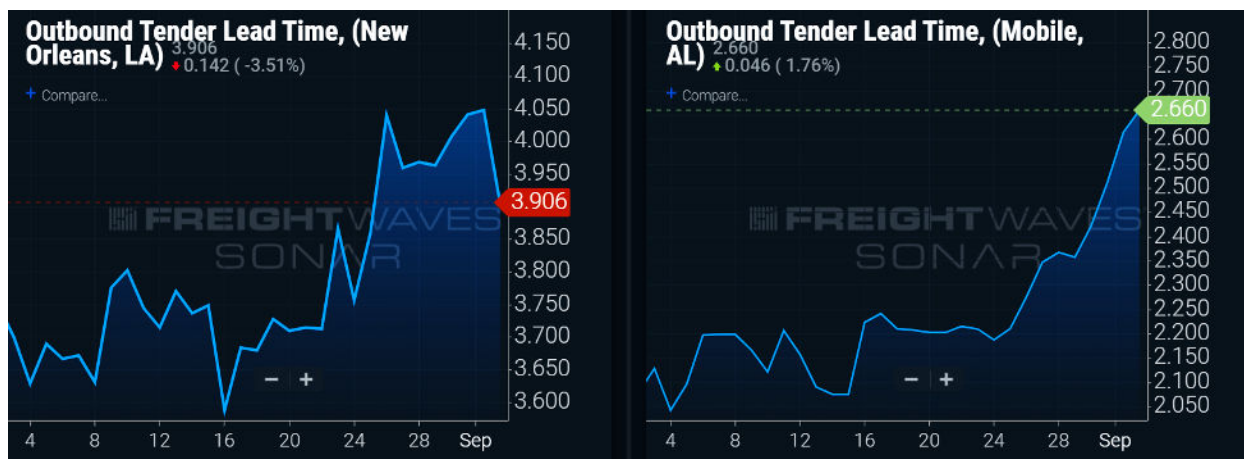 Outbound Tender Lead Time, (New
Orleans, LA)
3.906
0.142 ( -3.51%)
+ Compare...
4.150
4.100
4.050
4.000
3.950
3.906
3.850
3.800
3.750
3.700
3.650
3.600
FREIGHTWAVES
SONAR
− +
4 8 12 16 20 24 28 Sep
Outbound Tender Lead Time, (Mobile,
AL)
2.660
0.046 ( 1.76%)
+ Compare...
2.800
2.750
2.700
2.660
2.600
2.550
2.500
2.450
2.400
2.350
2.300
2.250
2.200
2.150
2.100
2.050
FREIGHTWAVES
SONAR
− +
4 8 12 16 20 24 28 Sep